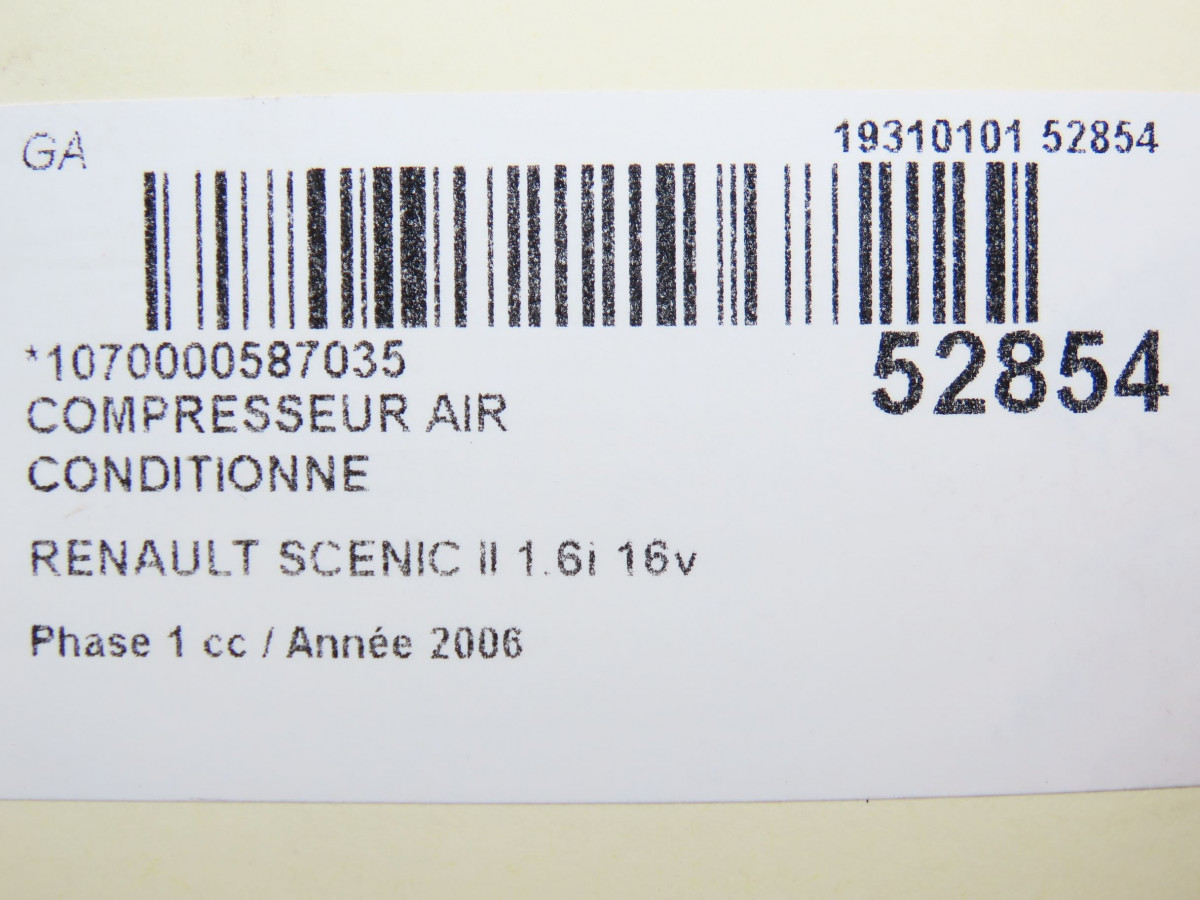 GA
19310101 52854
*1070000587035
52854
COMPRESSEUR AIR
CONDITIONNE
RENAULT SCENIC II 1.6i 16v
Phase 1 cc / Année 2006